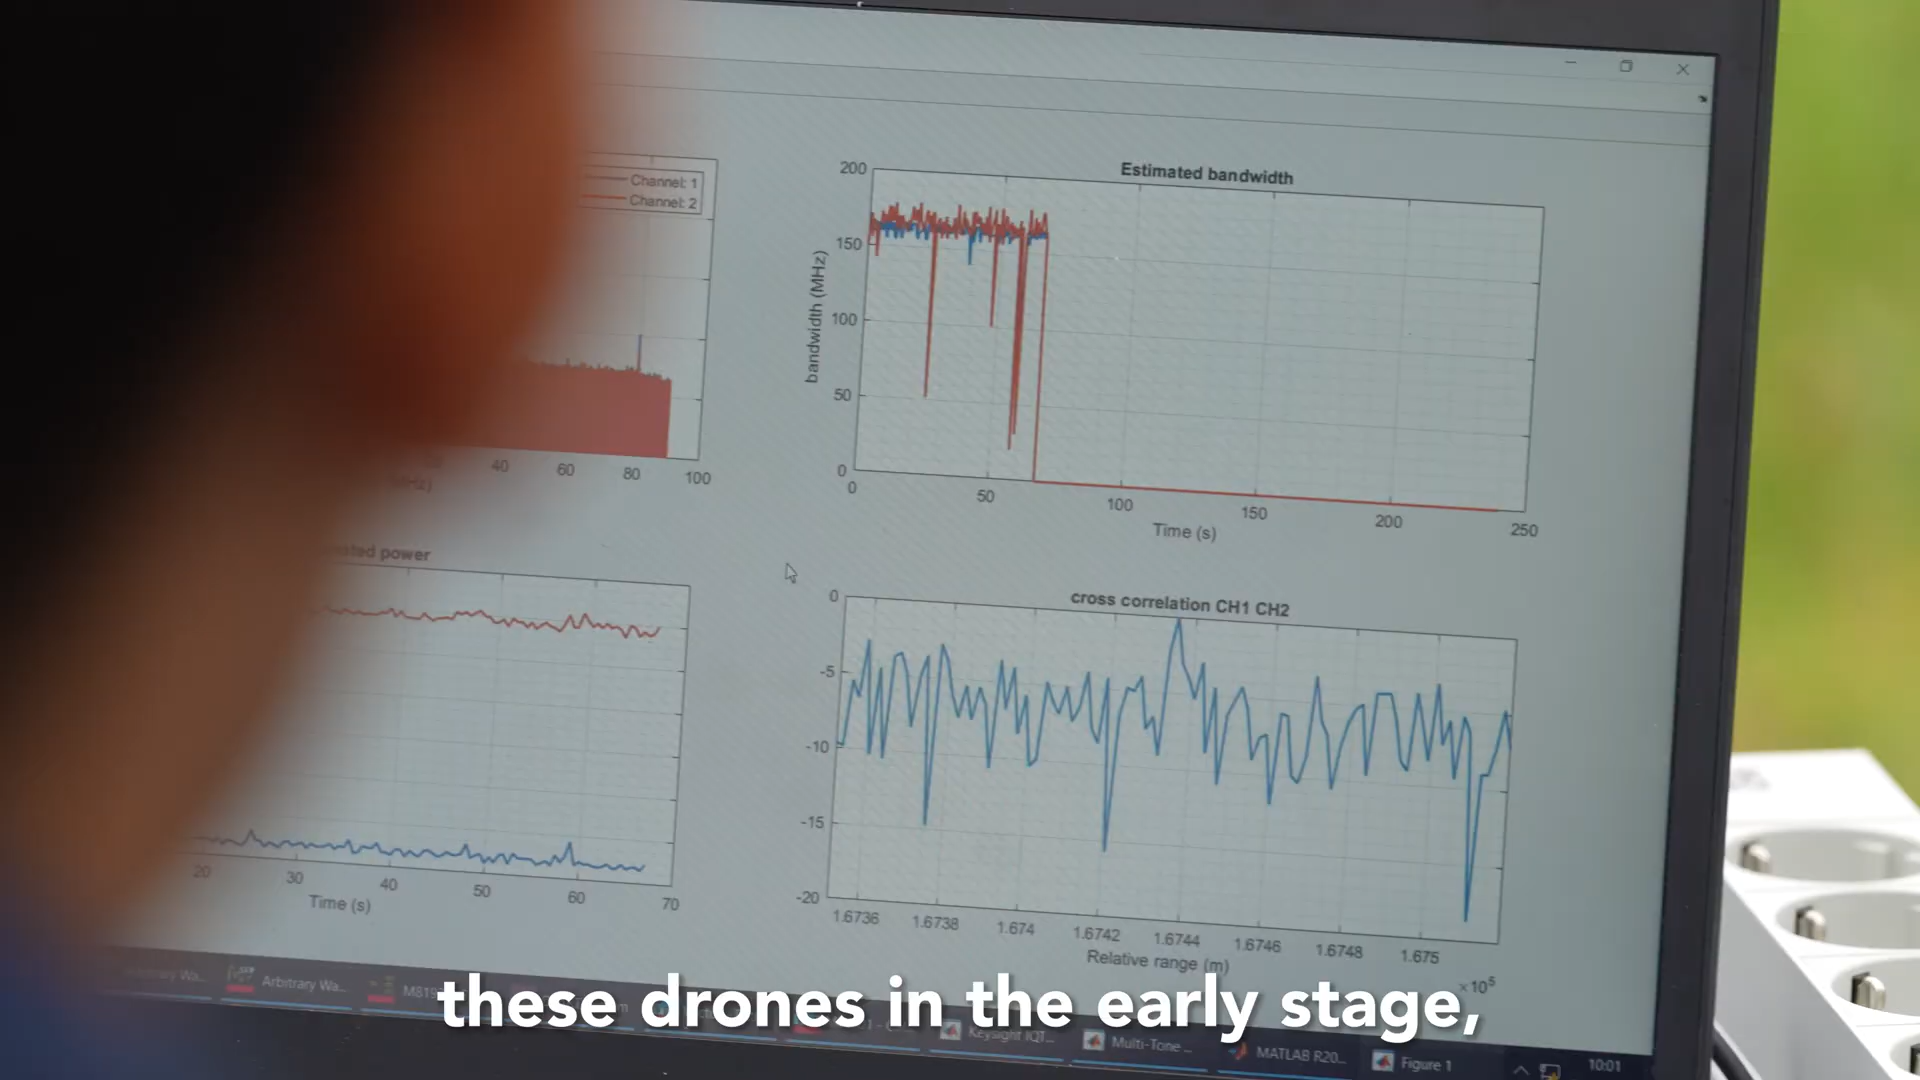 Channel: 1
Channel: 2
40 60 80 100
Estimated bandwidth
200
150
100
50
0
bandwidth (MHz)
0 50 100 150 200 250
Time (s)
power
20 30 40 50 60 70
Time (s)
cross correlation CH1 CH2
0
-5
-10
-15
-20
1.6736 1.6738 1.674 1.6742 1.6744 1.6746 1.6748 1.675
Relative range (m)
×10⁵
these drones in the early stage,
Arbitrary Wa...
Keysight IQT...
Multi-Tone ...
MATLAB R20...
Figure 1
10:01